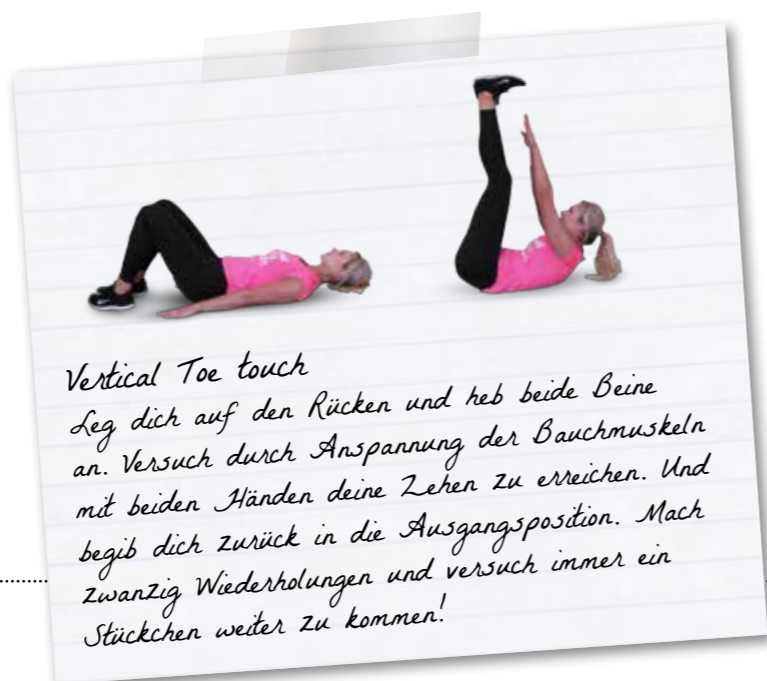 Vertical Toe touch
Leg dich auf den Rücken und heb beide Beine
an. Versuch durch Anspannung der Bauchmuskeln
mit beiden Händen deine Zehen zu erreichen. Und
begib dich zurück in die Ausgangsposition. Mach
zwanzig Wiederholungen und versuch immer ein
Stückchen weiter zu kommen!